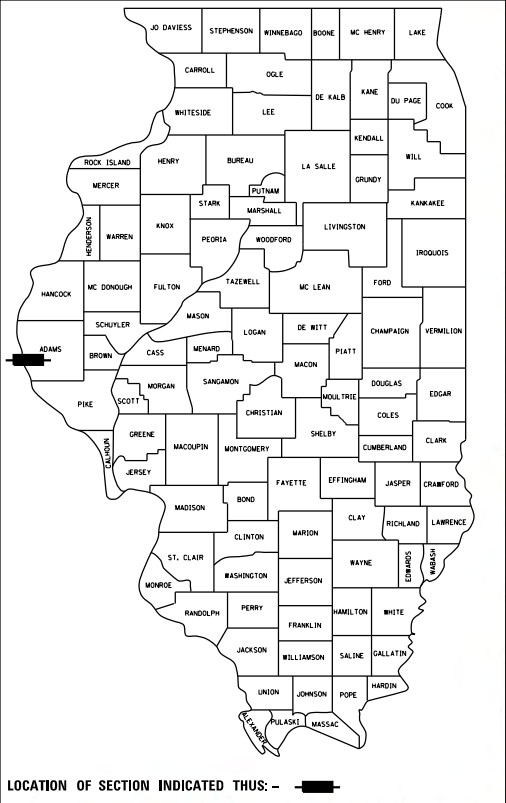 JO DAVIESS
STEPHENSON
WINNEBAGO
BOONE
MC HENRY
LAKE
CARROLL
OGLE
DE KALB
KANE
DU PAGE
COOK
WHITESIDE
LEE
KENDALL
ROCK ISLAND
HENRY
BUREAU
LA SALLE
WILL
MERCER
PUTNAM
GRUNDY
STARK
MARSHALL
KANKAKEE
HENDERSON
WARREN
KNOX
PEORIA
WOODFORD
LIVINGSTON
IROQUOIS
HANCOCK
MC DONOUGH
FULTON
TAZEWELL
MC LEAN
FORD
MASON
SCHUYLER
LOGAN
DE WITT
CHAMPAIGN
VERMILION
ADAMS
BROWN
CASS
MENARD
MACON
PIATT
MORGAN
SANGAMON
DOUGLAS
EDGAR
PIKE
SCOTT
CHRISTIAN
MOULTRIE
COLES
CALHOUN
GREENE
MACOUPIN
MONTGOMERY
SHELBY
CUMBERLAND
CLARK
JERSEY
FAYETTE
EFFINGHAM
JASPER
CRAWFORD
MADISON
BOND
CLAY
RICHLAND
LAWRENCE
CLINTON
MARION
ST. CLAIR
WAYNE
EDWARDS
WABASH
MONROE
WASHINGTON
JEFFERSON
RANDOLPH
PERRY
HAMILTON
WHITE
FRANKLIN
JACKSON
WILLIAMSON
SALINE
GALLATIN
UNION
JOHNSON
POPE
HARDIN
ALEXANDER
PULASKI
MASSAC
LOCATION OF SECTION INDICATED THUS: -